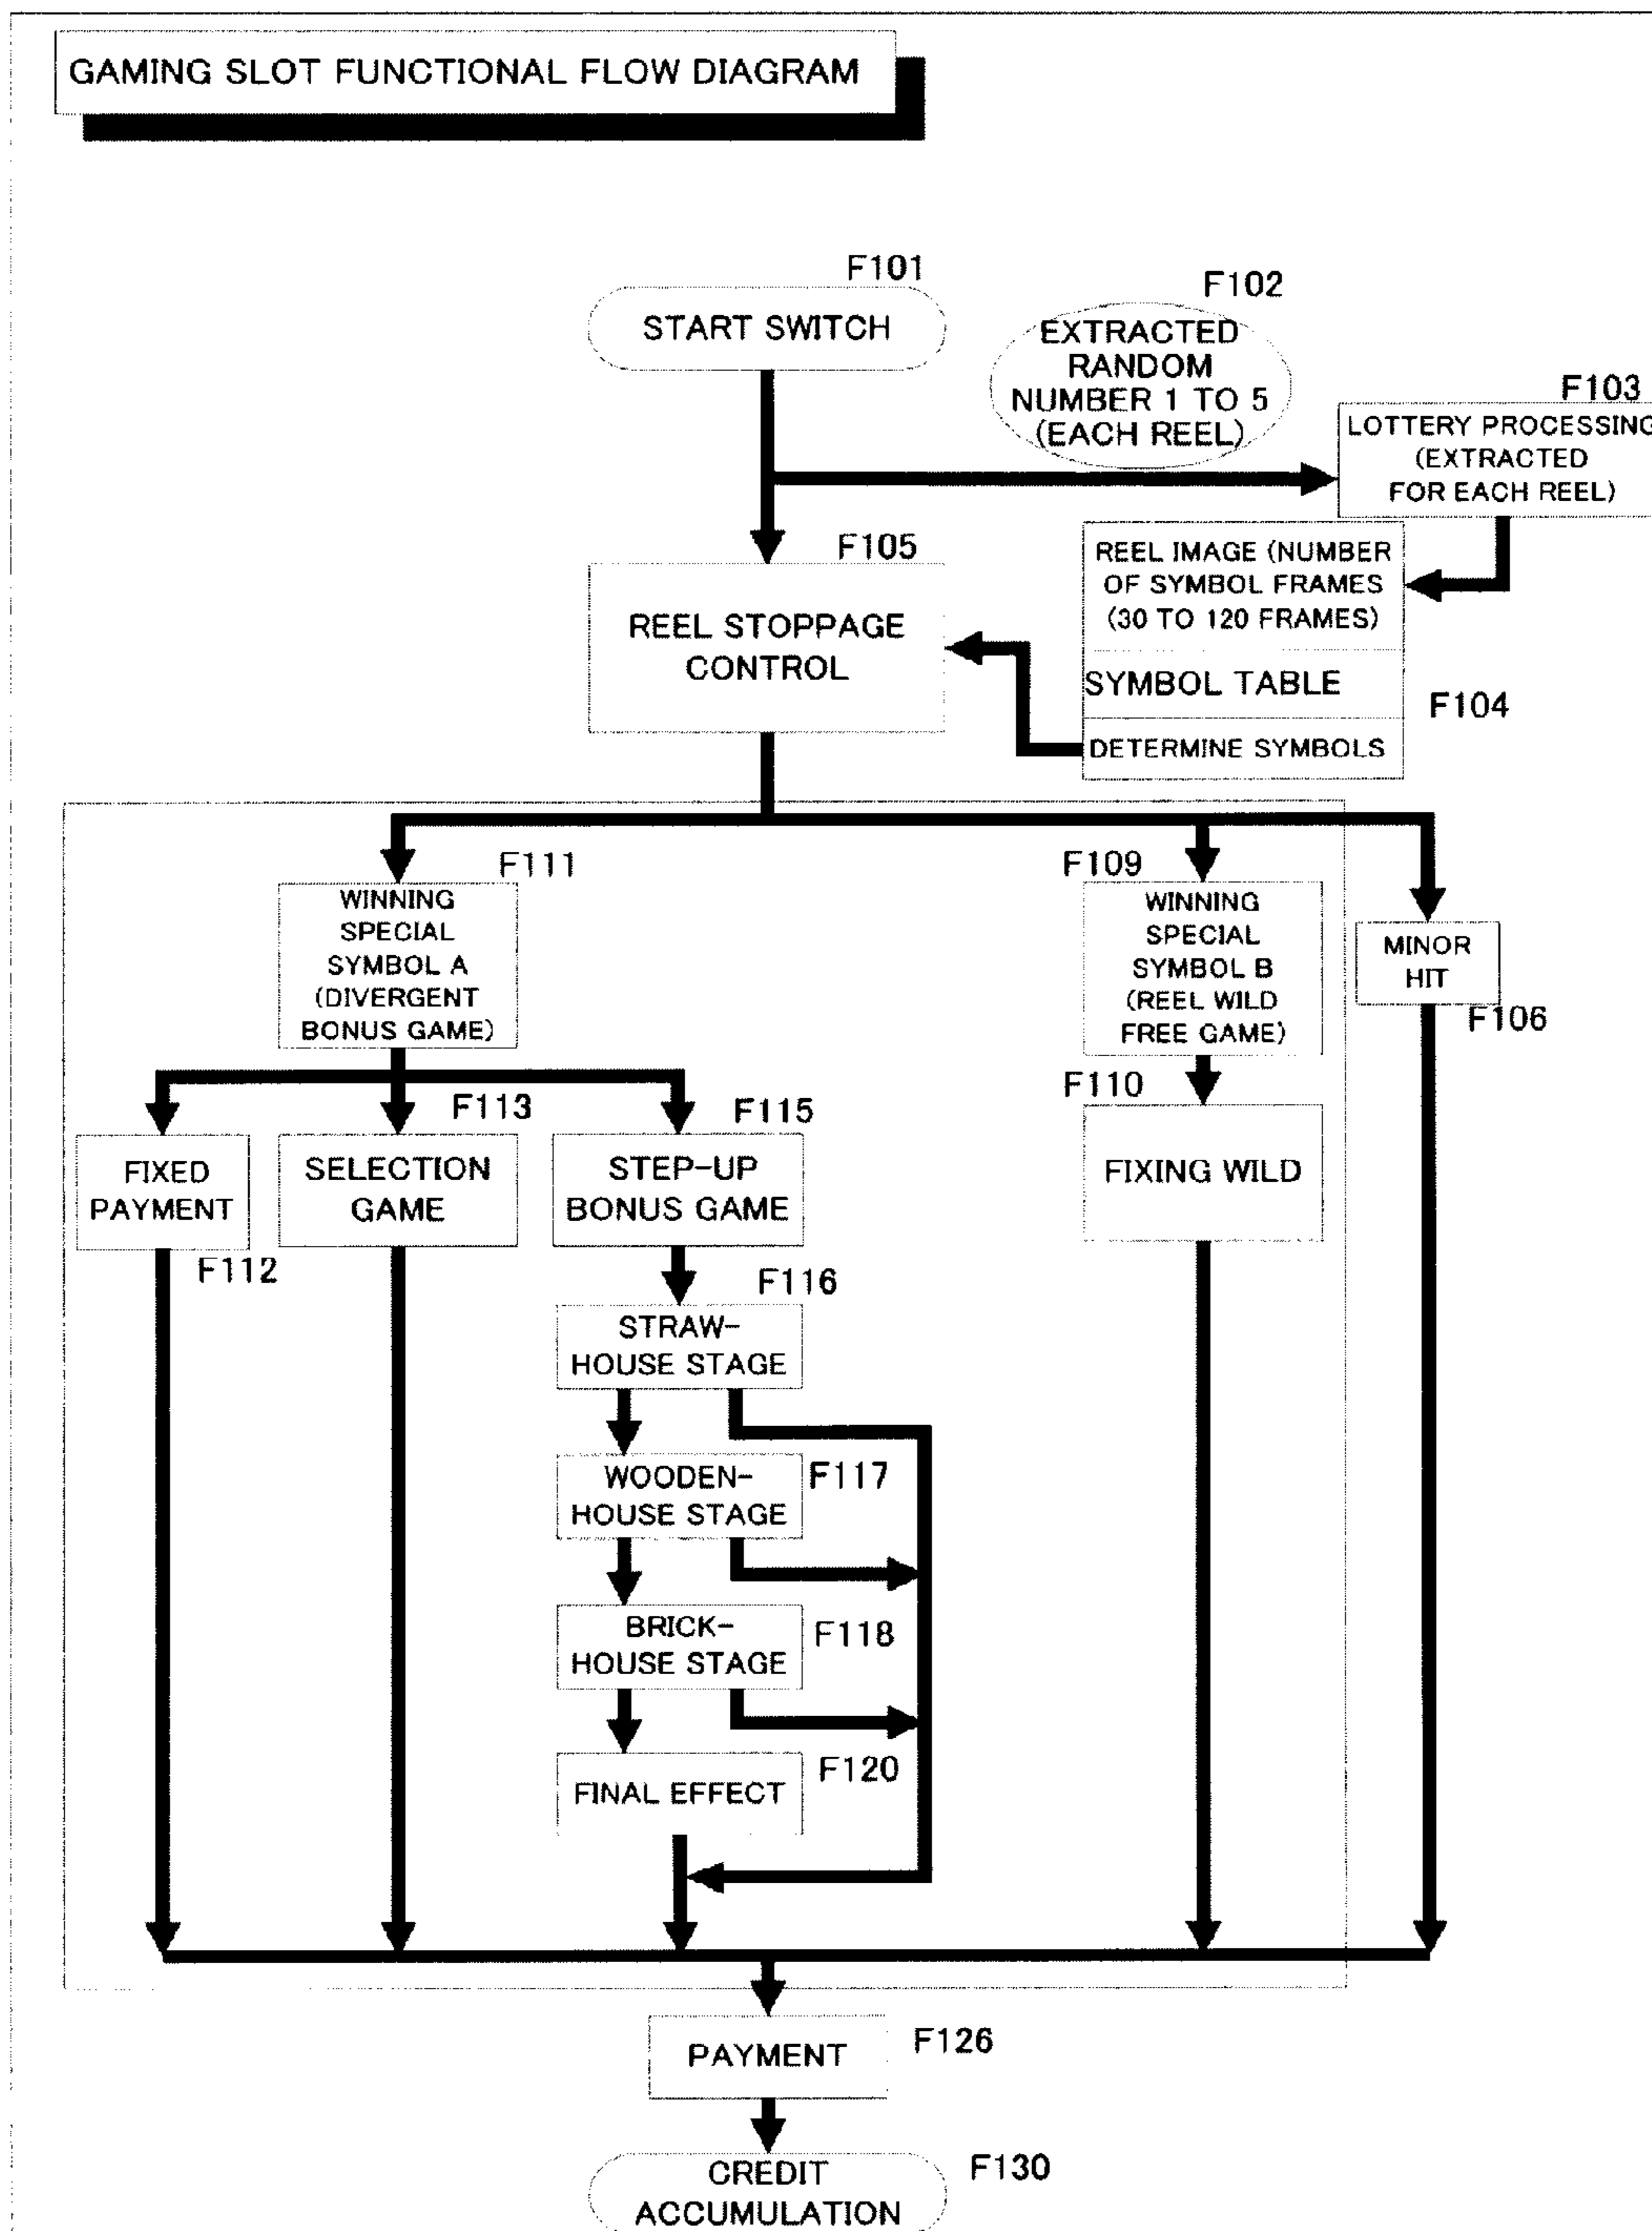 GAMING SLOT FUNCTIONAL FLOW DIAGRAM
F101
START SWITCH
F102
EXTRACTED
RANDOM
NUMBER 1 TO 5
(EACH REEL)
F103
LOTTERY PROCESSING
(EXTRACTED
FOR EACH REEL)
F105
REEL STOPPAGE
CONTROL
REEL IMAGE (NUMBER
OF SYMBOL FRAMES
(30 TO 120 FRAMES)
SYMBOL TABLE
F104
DETERMINE SYMBOLS
F111
WINNING
SPECIAL
SYMBOL A
(DIVERGENT
BONUS GAME)
F109
WINNING
SPECIAL
SYMBOL B
(REEL WILD
FREE GAME)
MINOR
HIT
F106
F110
FIXING WILD
FIXED
PAYMENT
F112
F113
SELECTION
GAME
F115
STEP-UP
BONUS GAME
F116
STRAW-
HOUSE STAGE
F117
WOODEN-
HOUSE STAGE
F118
BRICK-
HOUSE STAGE
F120
FINAL EFFECT
PAYMENT
F126
CREDIT
ACCUMULATION
F130